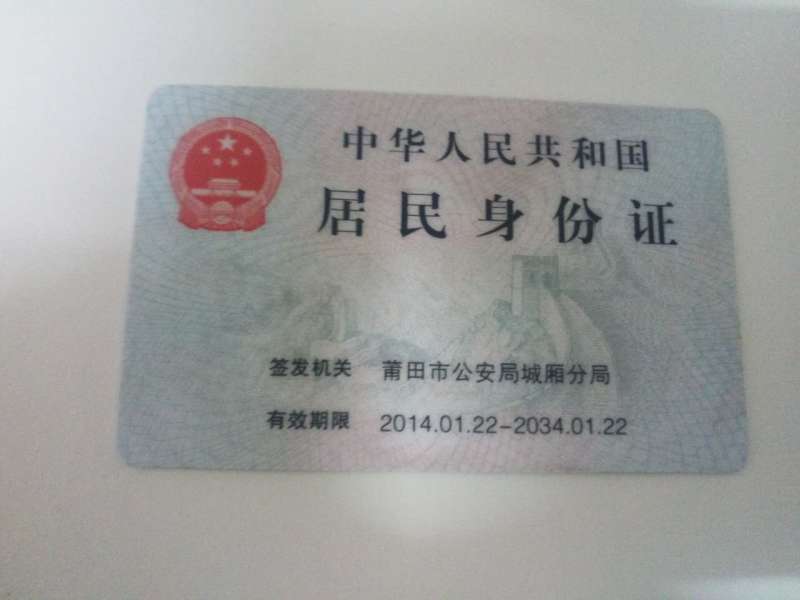 中华人民共和国
居民身份证
签发机关 莆田市公安局城厢分局
有效期限 2014.01.22-2034.01.22